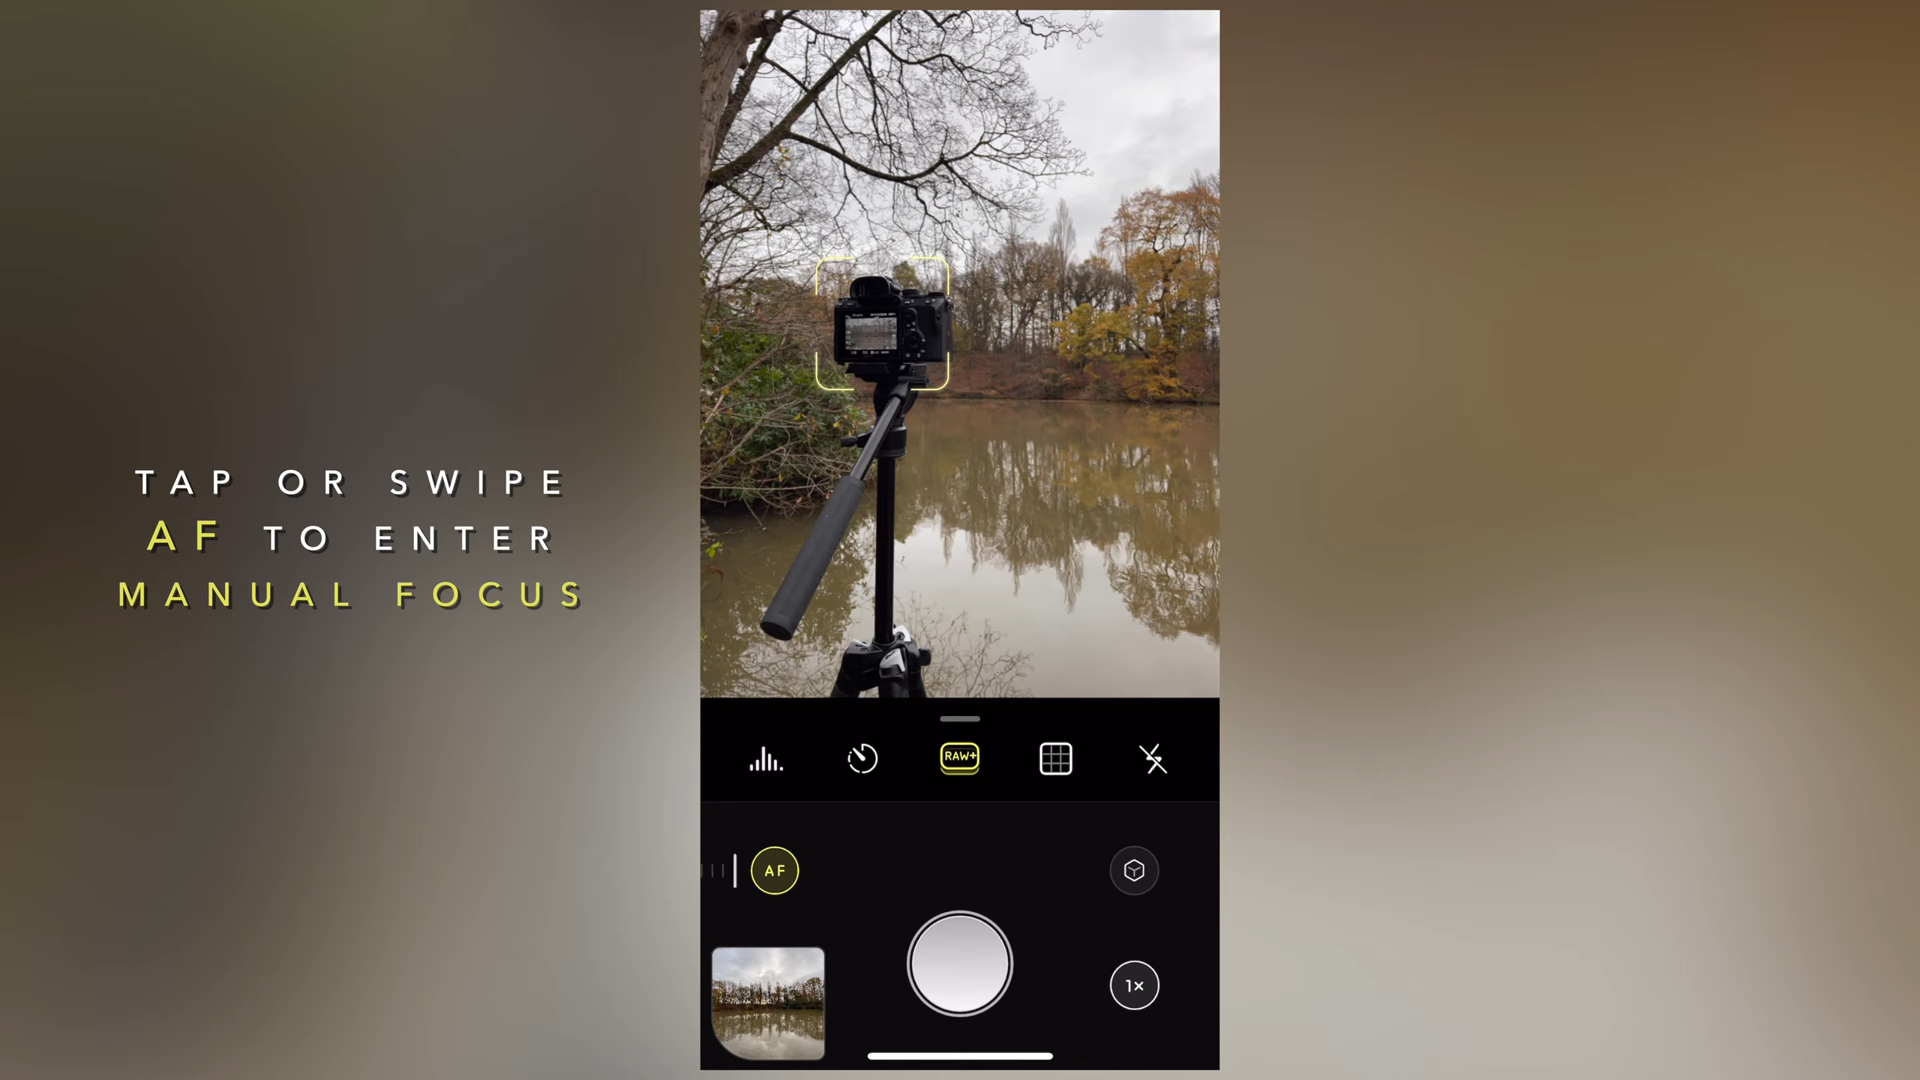 TAP OR SWIPE
AF TO ENTER
MANUAL FOCUS
RAW+
AF
1×